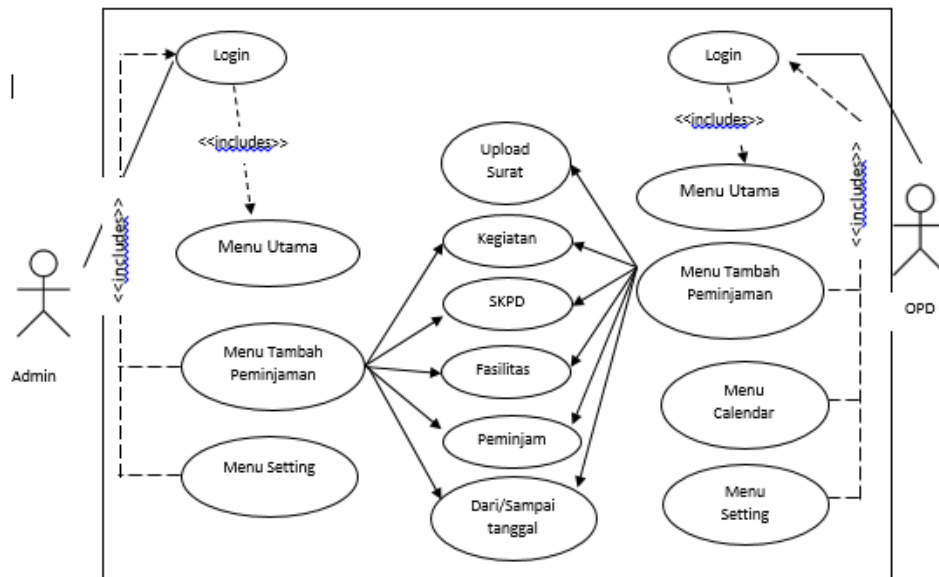 Login
Login
<<includes>>
<<includes>>
Upload
Surat
Menu Utama
Menu Utama
Kegiatan
<<includes>>
<<includes>>
Menu Tambah
Peminjaman
SKPD
OPD
Admin
Menu Tambah
Peminjaman
Fasilitas
Menu
Calendar
Peminjam
Menu Setting
Dari/Sampai
tanggal
Menu
Setting